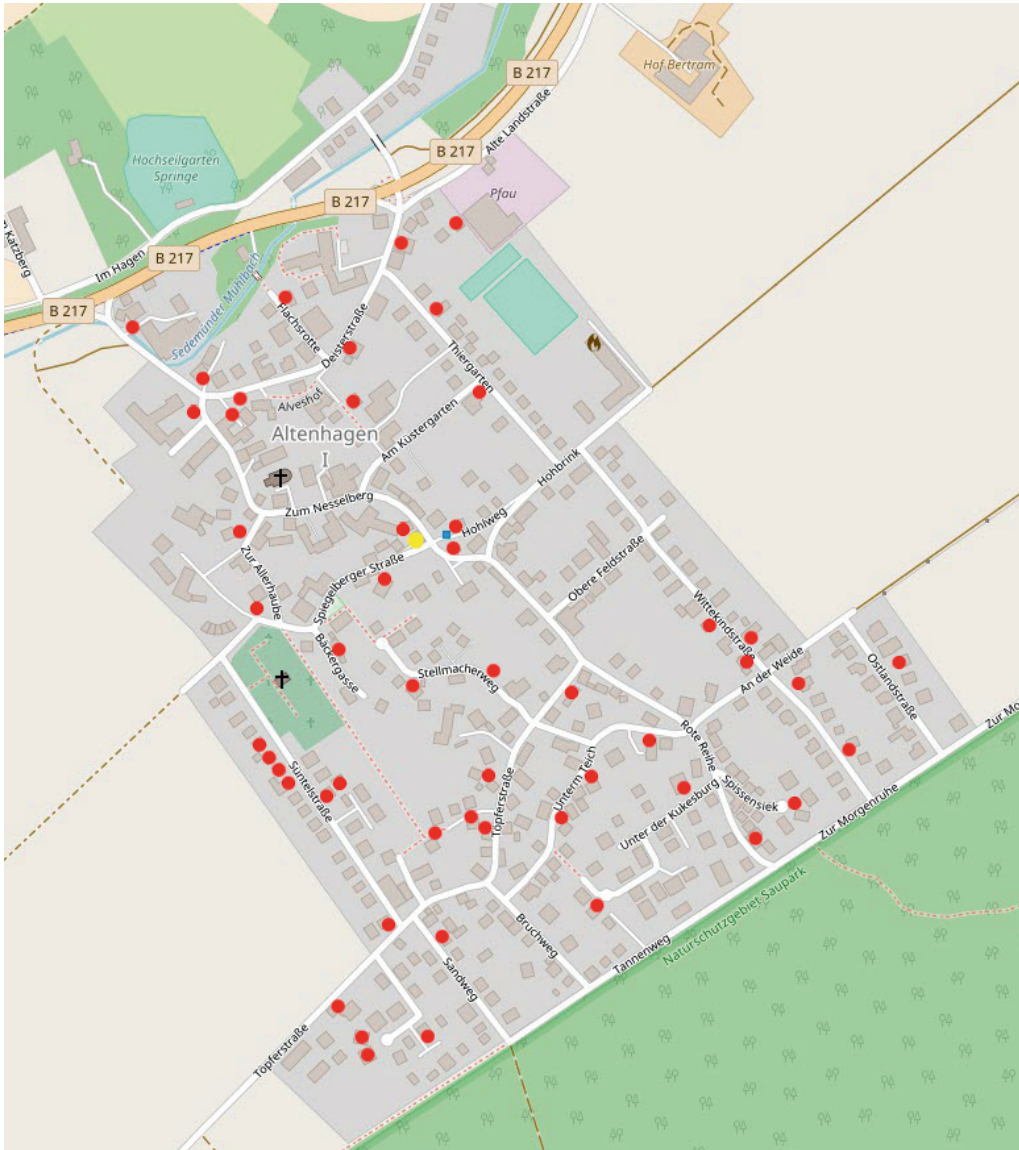 B 217
Hof Bertram
Alte Landstraße
B 217
Hochseilgarten
Springe
Pfau
B 217
m Katzberg
Im Hagen
B 217
Sedemünder Mühlbach
B 217
Flachsrotte
Deisterstraße
Thiergarten
Alveshof
Am Küstergarten
Altenhagen
I
Hohbrink
Zum Nesselberg
Hohlweg
Zur Allerhaube
Spiegelberger Straße
Obere Feldstraße
Wittekindstraße
Bäckergasse
Stellmacherweg
An der Weide
Ostlandstraße
Zur Mo
Rote Reihe
Süntelstraße
Töpferstraße
Unterm Teich
Spissensiek
Unter der Kukesburg
Zur Morgenruhe
Naturschutzgebiet Saupark
Bruchweg
Tannenweg
Sandweg
Töpferstraße